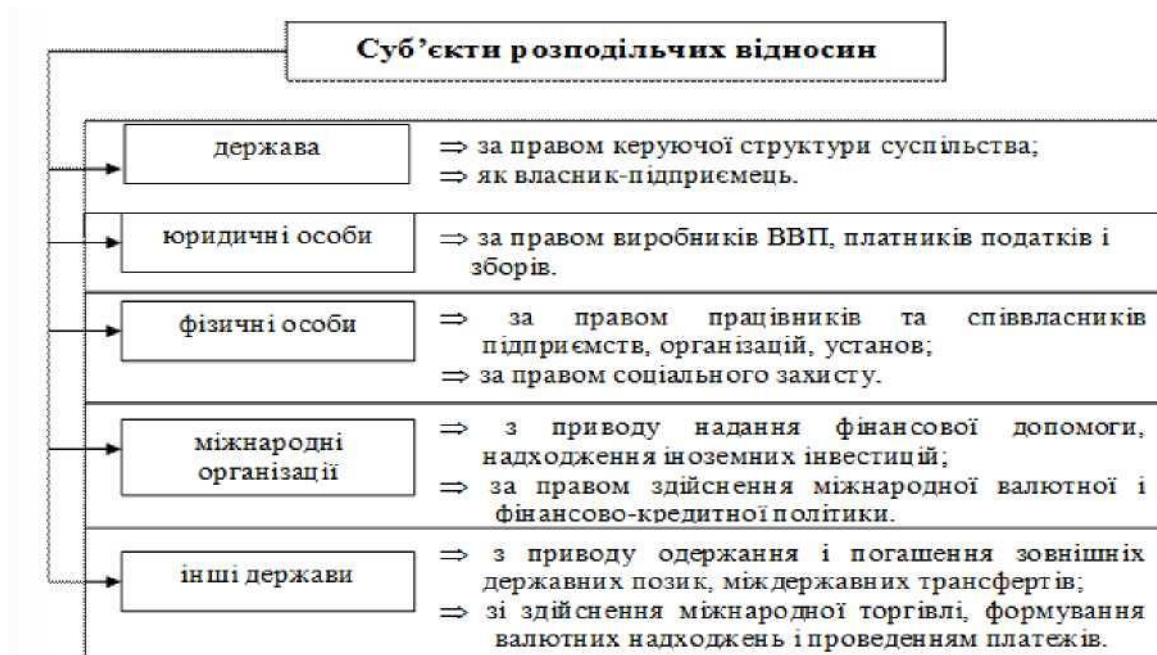 Суб’єкти розподільчих відносин
держава
⇒ за правом керуючої структури суспільства;
⇒ як власник-підприємець.
юридичні особи
⇒ за правом виробників ВВП, платників податків і
зборів.
фізичні особи
⇒ за правом працівників та співвласників
підприємств, організацій, установ;
⇒ за правом соціального захисту.
міжнародні
організації
⇒ з приводу надання фінансової допомоги,
надходження іноземних інвестицій;
⇒ за правом здійснення міжнародної валютної і
фінансово-кредитної політики.
інші держави
⇒ з приводу одержання і погашення зовнішніх
державних позик, міждержавних трансфертів;
⇒ зі здійснення міжнародної торгівлі, формування
валютних надходжень і проведенням платежів.